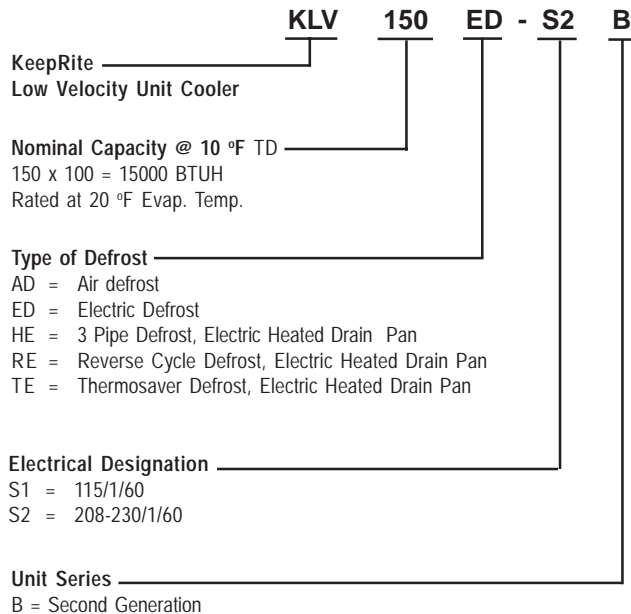 KLV 150 ED - S2 B
KeepRite
Low Velocity Unit Cooler
Nominal Capacity @ 10 ºF TD
150 x 100 = 15000 BTUH
Rated at 20 ºF Evap. Temp.
Type of Defrost
AD = Air defrost
ED = Electric Defrost
HE = 3 Pipe Defrost, Electric Heated Drain Pan
RE = Reverse Cycle Defrost, Electric Heated Drain Pan
TE = Thermosaver Defrost, Electric Heated Drain Pan
Electrical Designation
S1 = 115/1/60
S2 = 208-230/1/60
Unit Series
B = Second Generation